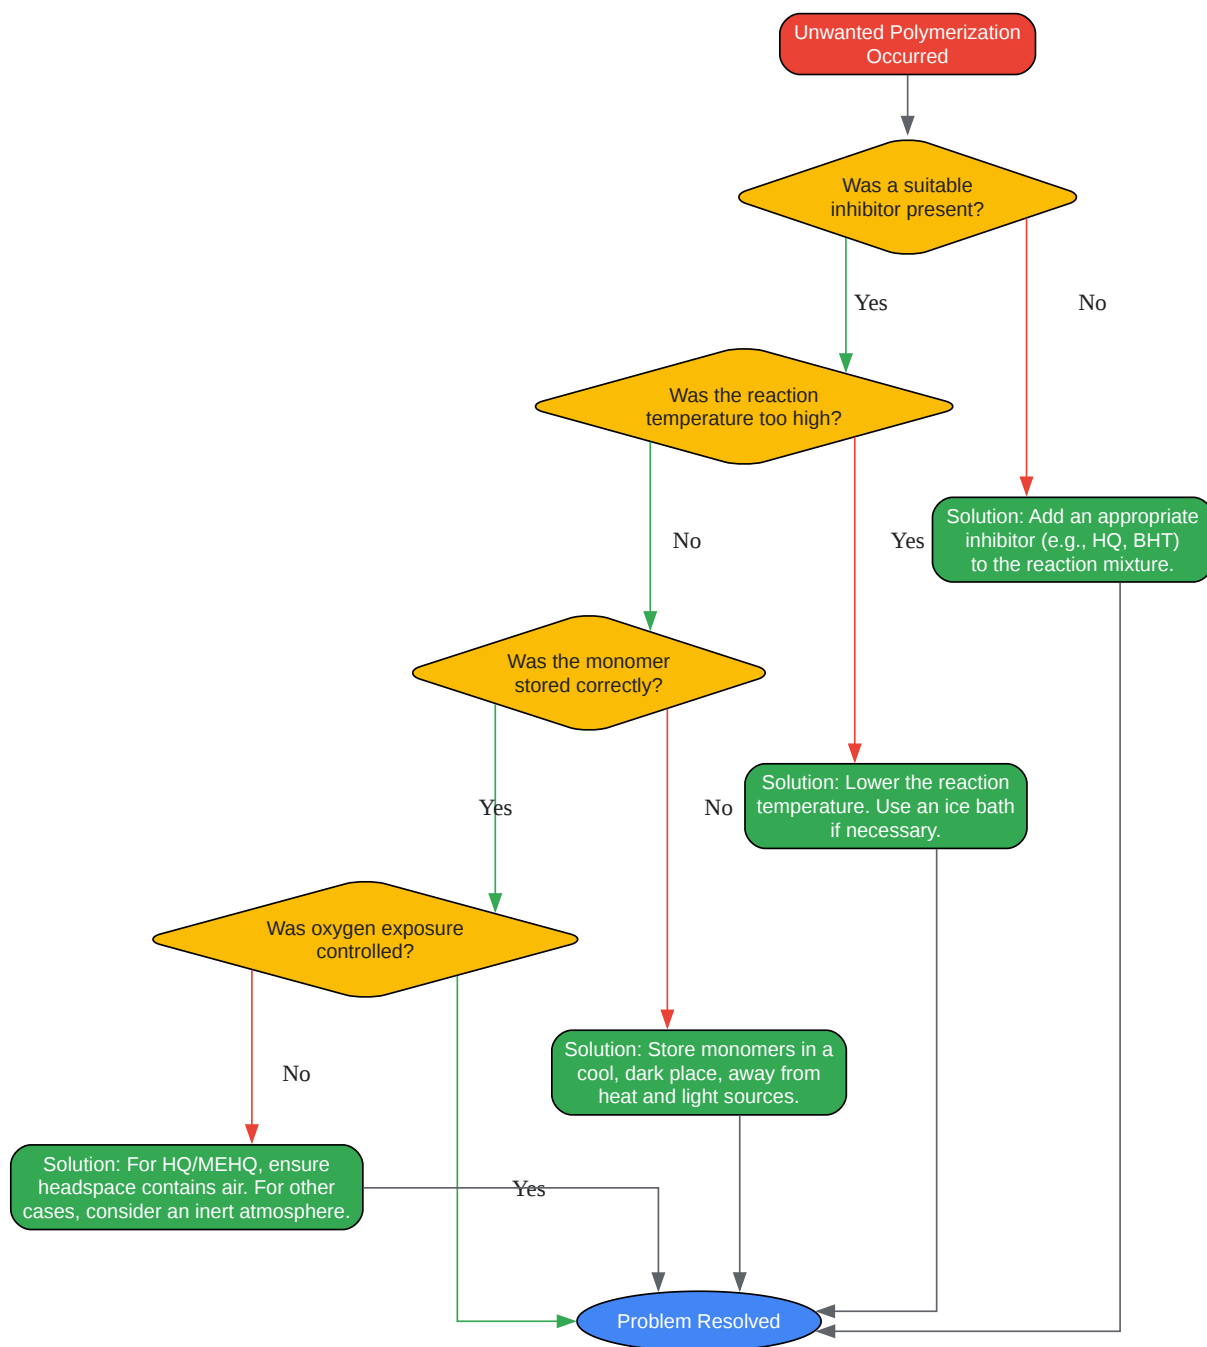 Unwanted Polymerization
Occurred
Was a suitable
inhibitor present?
Yes
No
Was the reaction
temperature too high?
No
Yes
Solution: Add an appropriate
inhibitor (e.g., HQ, BHT)
to the reaction mixture.
Was the monomer
stored correctly?
Yes
No
Solution: Lower the reaction
temperature. Use an ice bath
if necessary.
Was oxygen exposure
controlled?
No
Yes
Solution: Store monomers in a
cool, dark place, away from
heat and light sources.
Solution: For HQ/MEHQ, ensure
headspace contains air. For other
cases, consider an inert atmosphere.
Problem Resolved